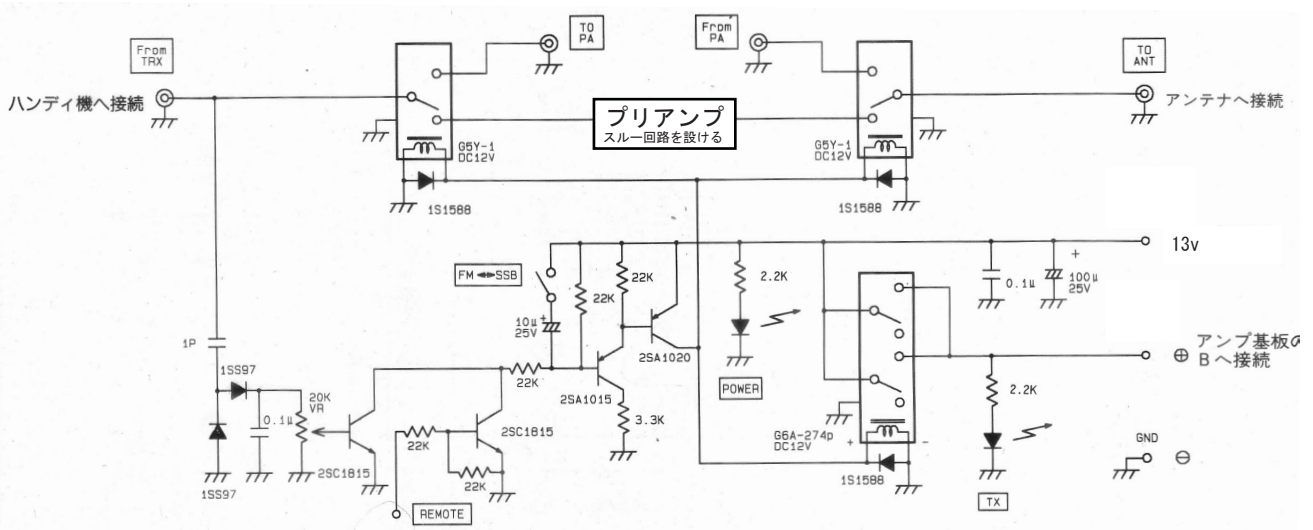 From
TRX
TO
PA
From
PA
TO
ANT
ハンディ機へ接続
プリアンプ
スルー回路を設ける
アンテナへ接続
G5Y-1
DC12V
G5Y-1
DC12V
1S1588
1S1588
13v
FM ⟷ SSB
22K
22K
2.2K
0.1μ
+
100μ
25V
10μ
+
25V
2SA1020
1P
アンプ基板の
Bへ接続
⊕
1SS97
22K
2SA1015
POWER
2.2K
20K
VR
0.1μ
3.3K
2SC1815
22K
2SC1815
G6A-274p
DC12V
+
-
GND
⊖
22K
1SS97
1S1588
TX
REMOTE